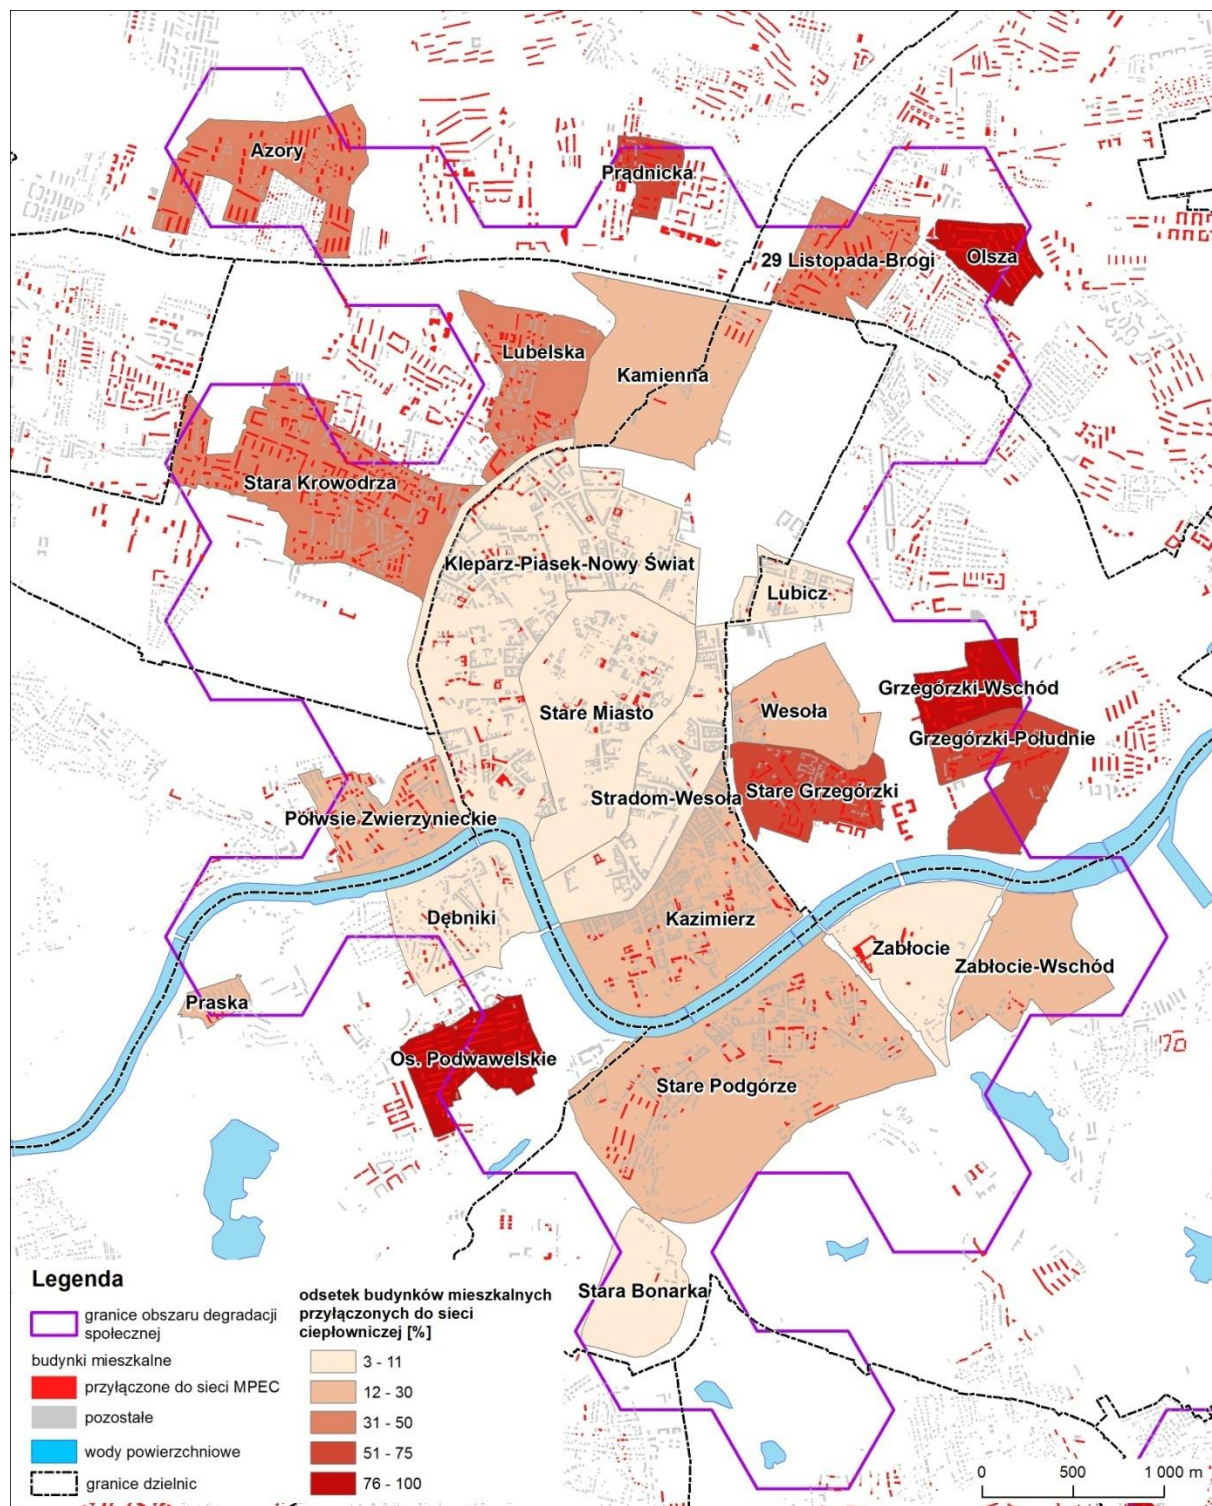 Azory
Prądnicka
29 Listopada-Brogi
Olsza
Lubelska
Kamienna
Stara Krowodrza
Kleparz-Piasek-Nowy Świat
Lubicz
Grzegórzki-Wschód
Wesoła
Stare Miasto
Grzegórzki-Południe
Stradom-Wesoła
Stare Grzegórzki
Półwsie Zwierzynieckie
Dębniki
Kazimierz
Zabłocie
Zabłocie-Wschód
Praska
Os. Podwawelskie
Stare Podgórze
Stara Bonarka
Legenda
granice obszaru degradacji
społecznej
budynki mieszkalne
przyłączone do sieci MPEC
pozostałe
wody powierzchniowe
granice dzielnic
odsetek budynków mieszkalnych
przyłączonych do sieci
ciepłowniczej [%]
3 - 11
12 - 30
31 - 50
51 - 75
76 - 100
0 500 1 000 m